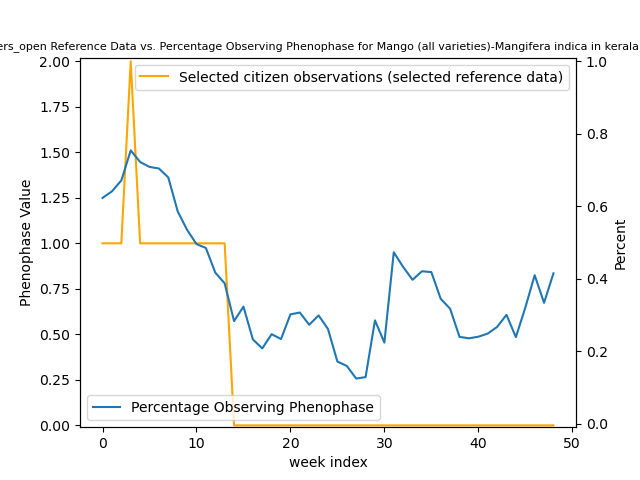 ers_open Reference Data vs. Percentage Observing Phenophase for Mango (all varieties)-Mangifera indica in kerala
Selected citizen observations (selected reference data)
Percentage Observing Phenophase
Phenophase Value
2.00
1.75
1.50
1.25
1.00
0.75
0.50
0.25
0.00
Percent
1.0
0.8
0.6
0.4
0.2
0.0
0 10 20 30 40 50
week index